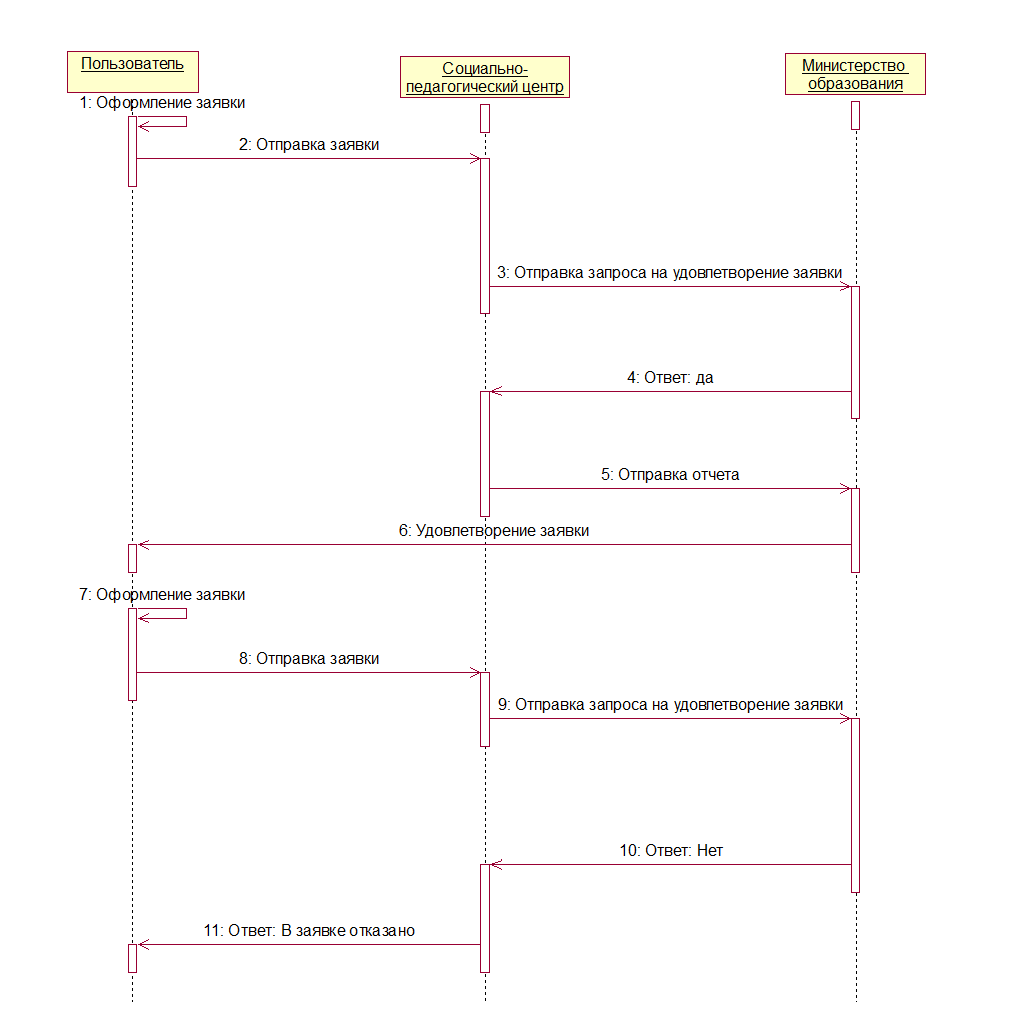 Пользователь
Социально-
педагогический центр
Министерство
образования
1: Оформление заявки
2: Отправка заявки
3: Отправка запроса на удовлетворение заявки
4: Ответ: да
5: Отправка отчета
6: Удовлетворение заявки
7: Оформление заявки
8: Отправка заявки
9: Отправка запроса на удовлетворение заявки
10: Ответ: Нет
11: Ответ: В заявке отказано